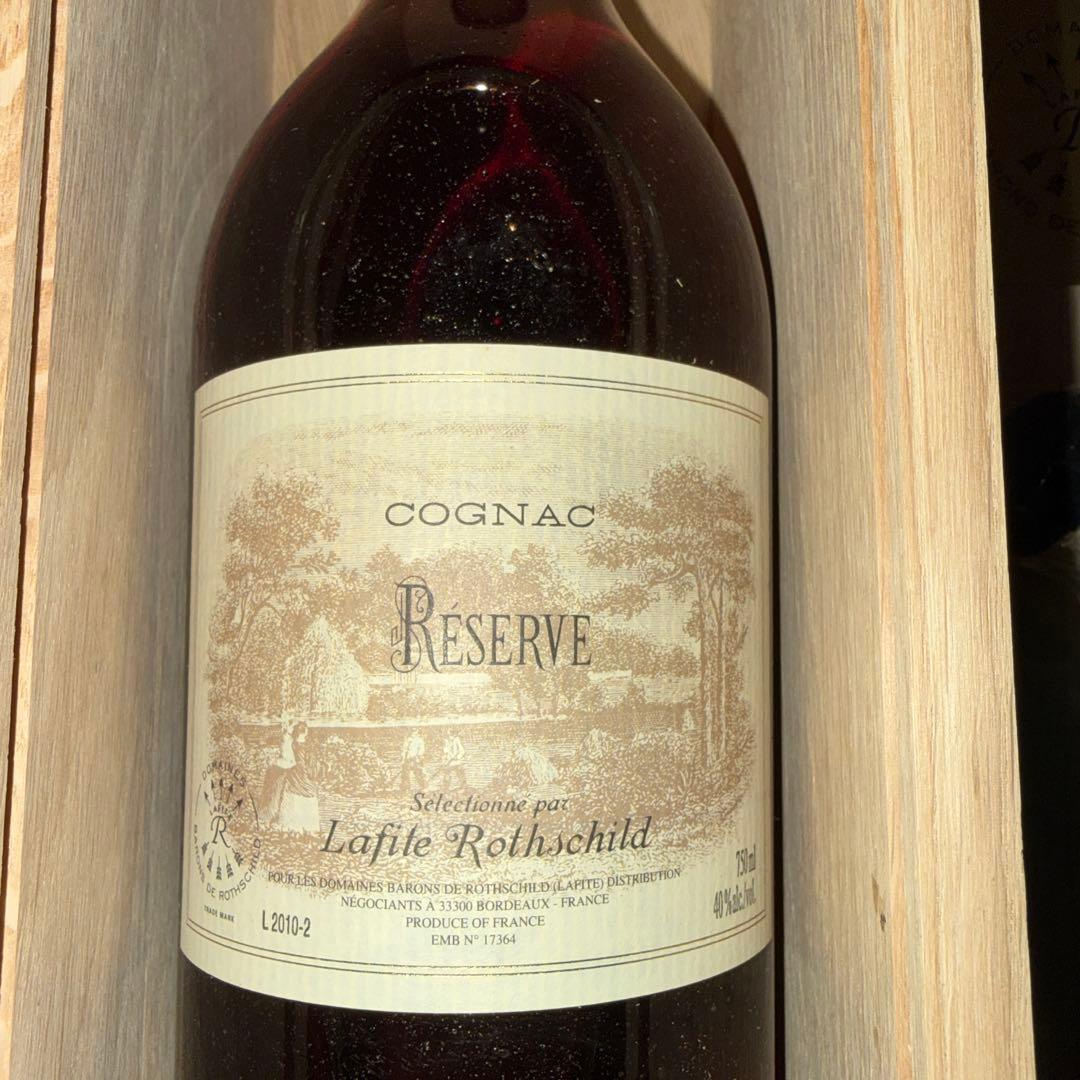 COGNAC
RÉSERVE
Sélectionné par
Lafite Rothschild
DOMAINES
LAFITE
R
BARONS DE ROTHSCHILD
TRADE MARK
L 2010-2
POUR LES DOMAINES BARONS DE ROTHSCHILD (LAFITE) DISTRIBUTION
NÉGOCIANTS À 33300 BORDEAUX - FRANCE
PRODUCE OF FRANCE
EMB N° 17364
750 ml
40 % alc./vol.